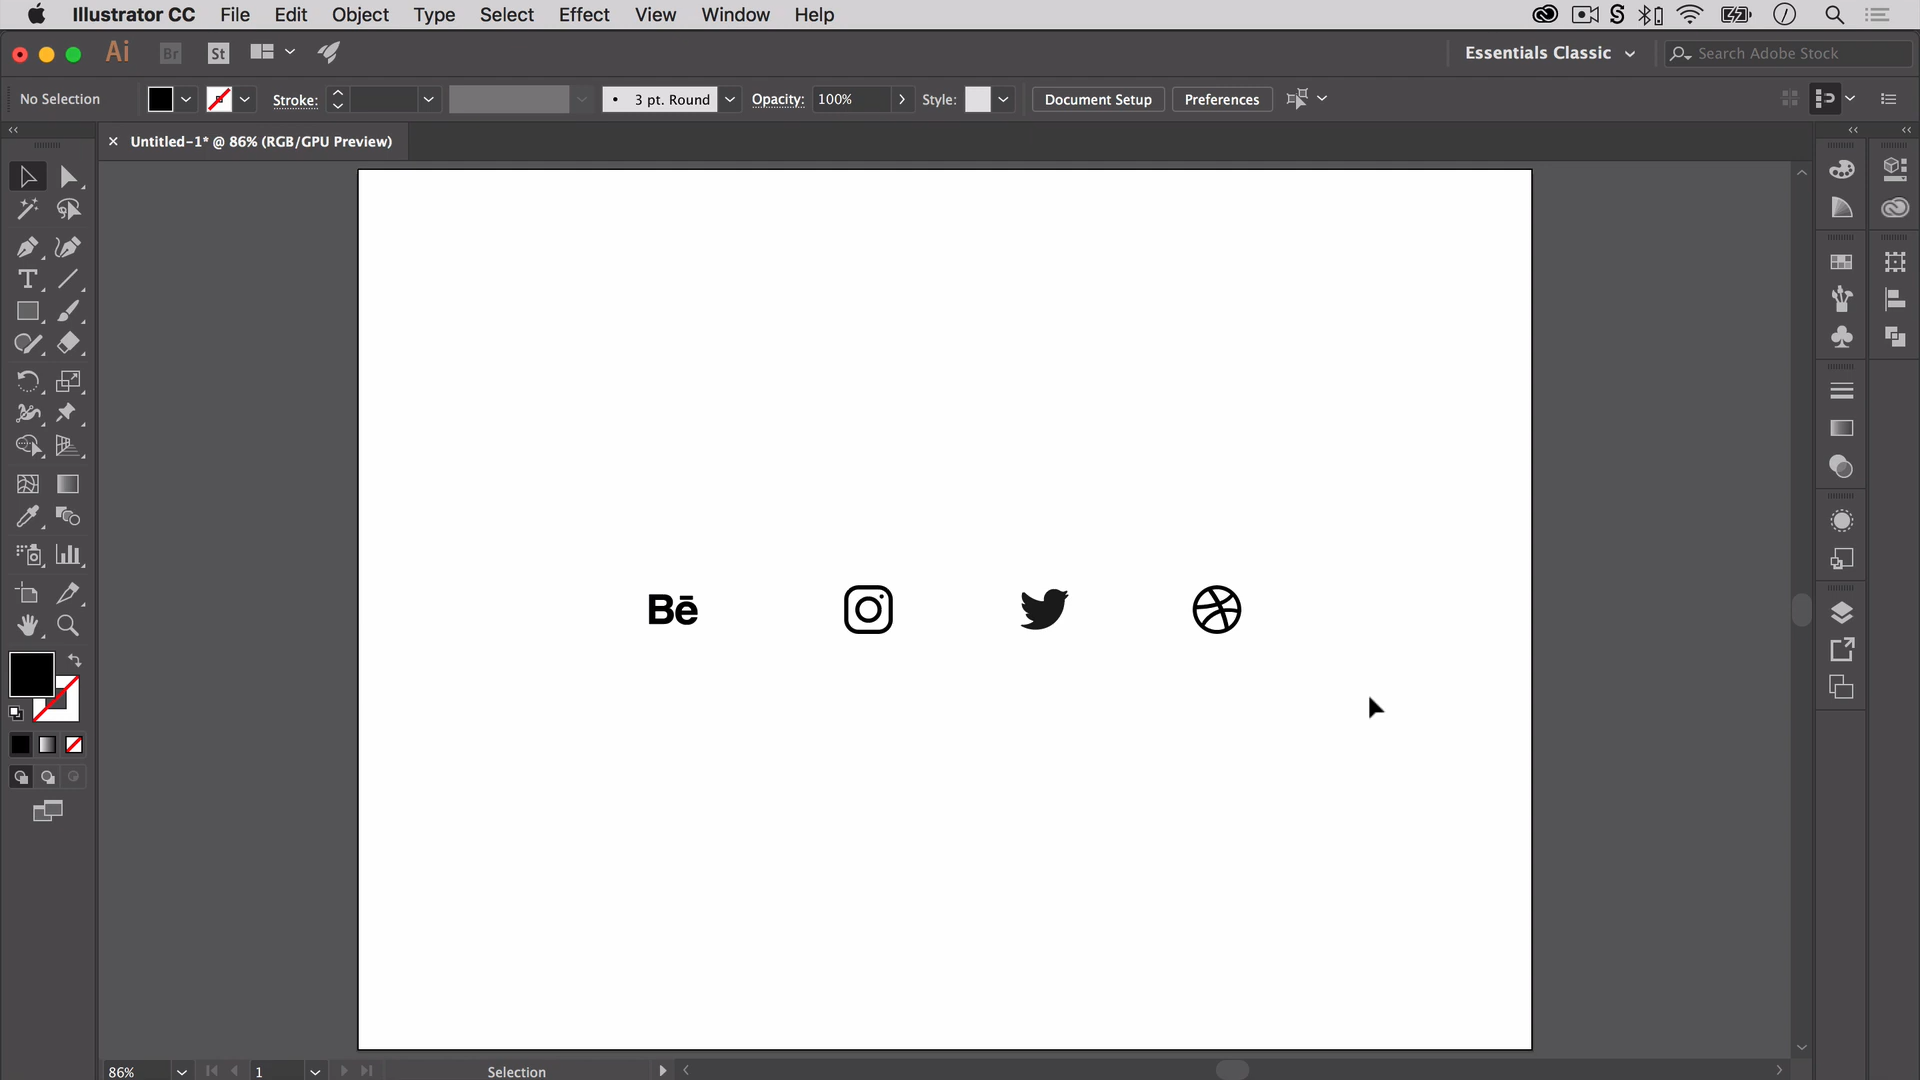 Illustrator CC File Edit Object Type Select Effect View Window Help
Ai Br St Essentials Classic Search Adobe Stock
No Selection Stroke: 3 pt. Round Opacity: 100% Style: Document Setup Preferences
Untitled-1* @ 86% (RGB/GPU Preview)
Bē
86% 1 Selection